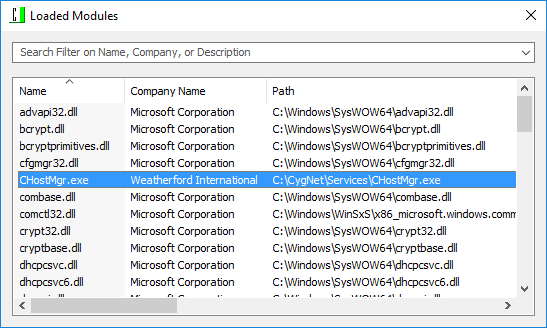 Loaded Modules
Search Filter on Name, Company, or Description
Name Company Name Path
advapi32.dll Microsoft Corporation C:\Windows\SysWOW64\advapi32.dll
bcrypt.dll Microsoft Corporation C:\Windows\SysWOW64\bcrypt.dll
bcryptprimitives.dll Microsoft Corporation C:\Windows\SysWOW64\bcryptprimitives.dll
cfgmgr32.dll Microsoft Corporation C:\Windows\SysWOW64\cfgmgr32.dll
CHostMgr.exe Weatherford International C:\CygNet\Services\CHostMgr.exe
combase.dll Microsoft Corporation C:\Windows\SysWOW64\combase.dll
comctl32.dll Microsoft Corporation C:\Windows\WinSxS\x86_microsoft.windows.comm
crypt32.dll Microsoft Corporation C:\Windows\SysWOW64\crypt32.dll
cryptbase.dll Microsoft Corporation C:\Windows\SysWOW64\cryptbase.dll
dhcpcsvc.dll Microsoft Corporation C:\Windows\SysWOW64\dhcpcsvc.dll
dhcpcsvc6.dll Microsoft Corporation C:\Windows\SysWOW64\dhcpcsvc6.dll